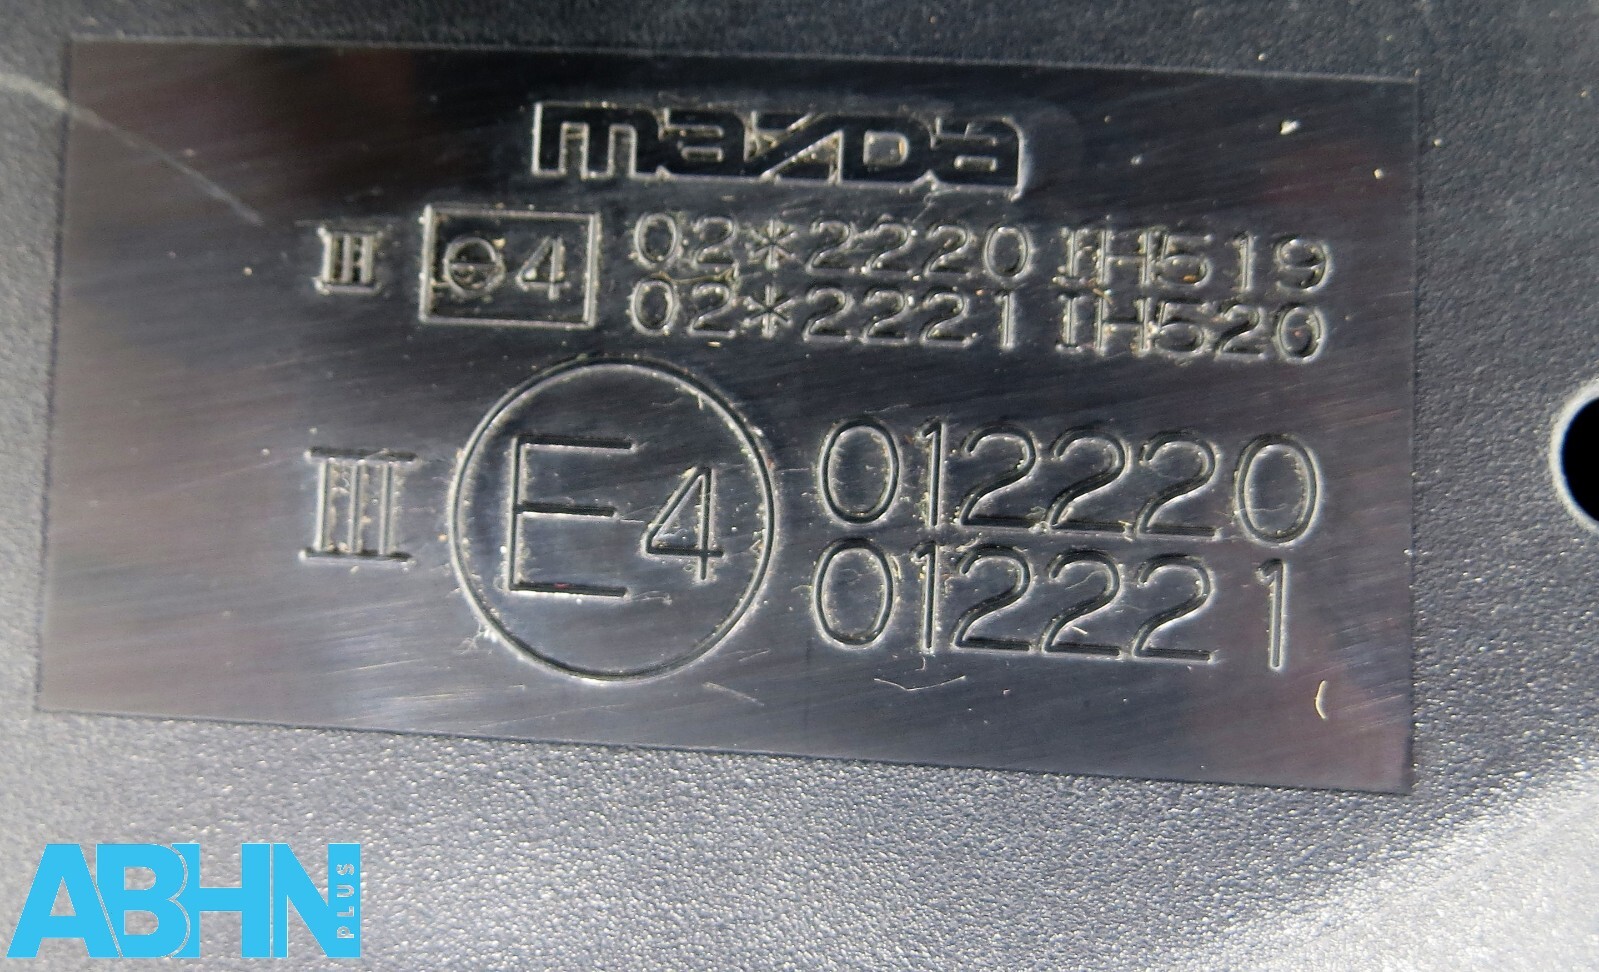 mazDa
III e4 02*2220 IH519
02*2221 IH520
III E4 012220
012221
ABHN PLUS